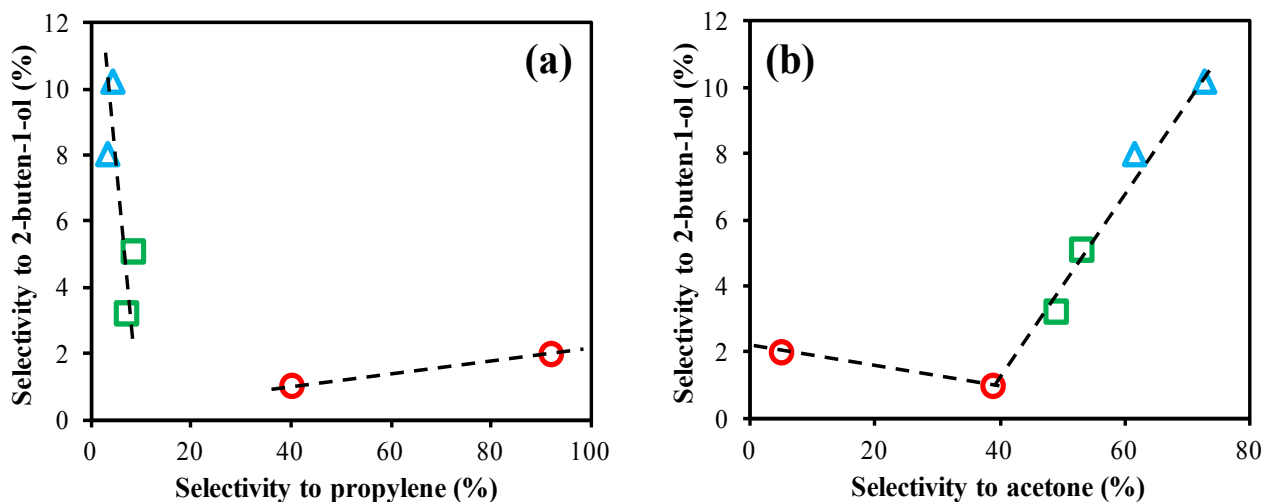 (a)
Selectivity to 2-buten-1-ol (%)
12
10
8
6
4
2
0
0 20 40 60 80 100
Selectivity to propylene (%)
(b)
Selectivity to 2-buten-1-ol (%)
12
10
8
6
4
2
0
0 20 40 60 80
Selectivity to acetone (%)